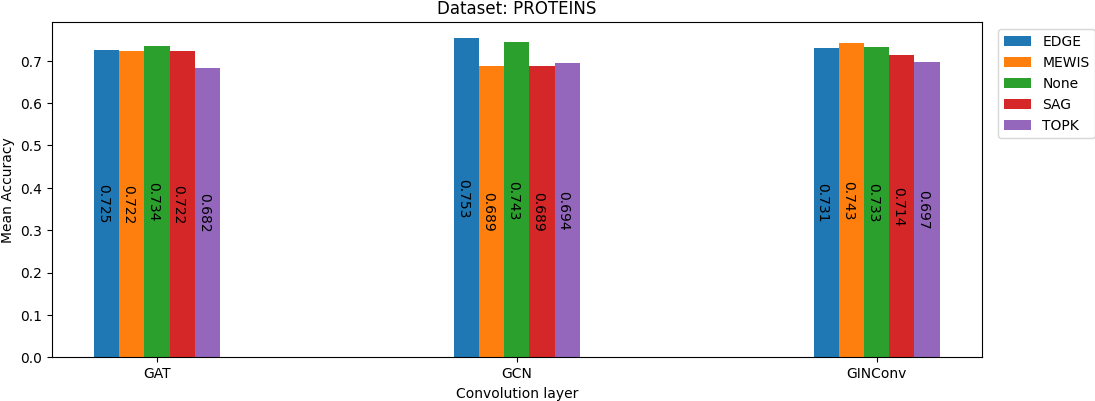 Dataset: PROTEINS
Mean Accuracy
0.7
0.6
0.5
0.4
0.3
0.2
0.1
0.0
0.725
0.722
0.734
0.722
0.682
0.753
0.689
0.743
0.689
0.694
0.731
0.743
0.733
0.714
0.697
GAT
GCN
GINConv
Convolution layer
EDGE
MEWIS
None
SAG
TOPK